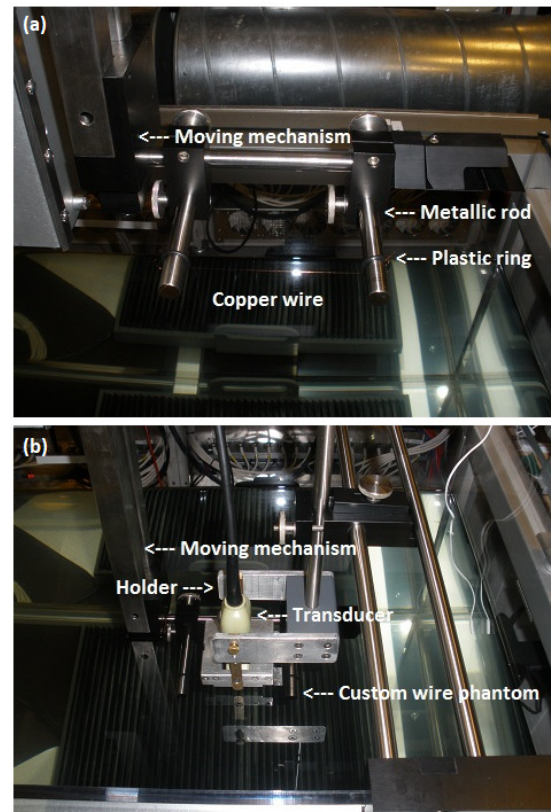 (a)
<--- Moving mechanism
<--- Metallic rod
<--- Plastic ring
Copper wire
(b)
<--- Moving mechanism
Holder --->
<--- Transducer
<--- Custom wire phantom